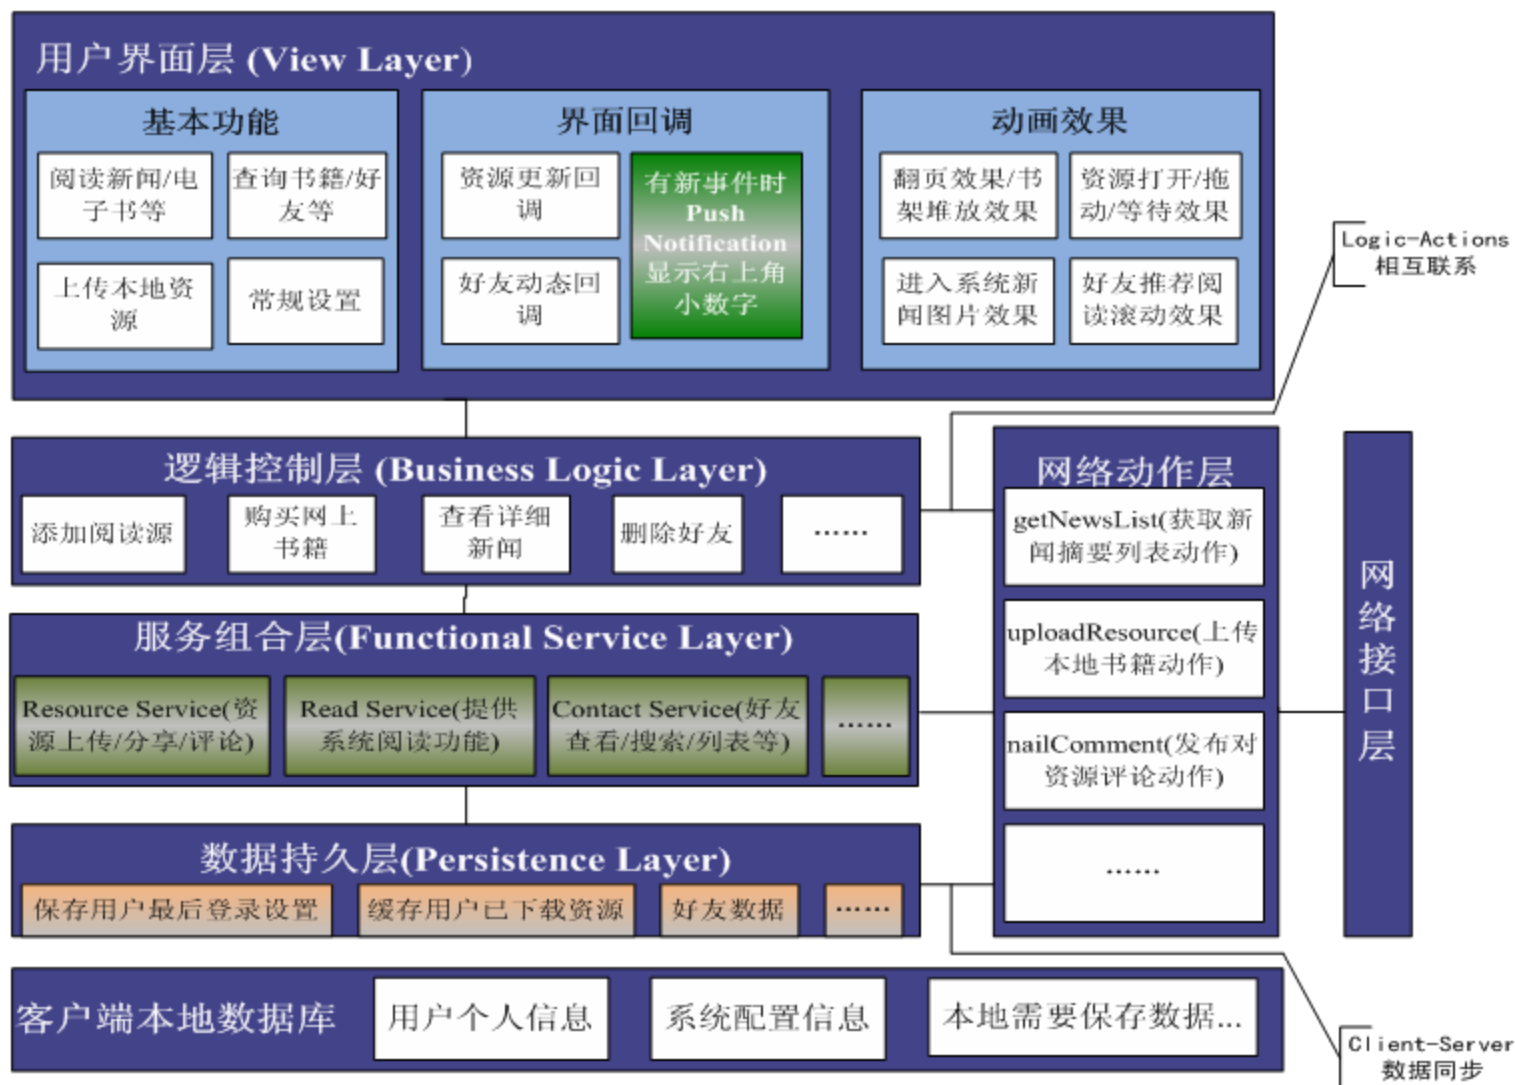 用户界面层 (View Layer)
基本功能
阅读新闻/电
子书等
查询书籍/好
友等
上传本地资
源
常规设置
界面回调
资源更新回
调
好友动态回
调
有新事件时
Push
Notification
显示右上角
小数字
动画效果
翻页效果/书
架堆放效果
资源打开/拖
动/等待效果
进入系统新
闻图片效果
好友推荐阅
读滚动效果
Logic-Actions
相互联系
逻辑控制层 (Business Logic Layer)
添加阅读源
购买网上
书籍
查看详细
新闻
删除好友
……
服务组合层(Functional Service Layer)
Resource Service(资
源上传/分享/评论)
Read Service(提供
系统阅读功能)
Contact Service(好友
查看/搜索/列表等)
……
数据持久层(Persistence Layer)
保存用户最后登录设置
缓存用户已下载资源
好友数据
……
网络动作层
getNewsList(获取新
闻摘要列表动作)
uploadResource(上传
本地书籍动作)
nailComment(发布对
资源评论动作)
……
网
络
接
口
层
客户端本地数据库
用户个人信息
系统配置信息
本地需要保存数据...
Client-Server
数据同步